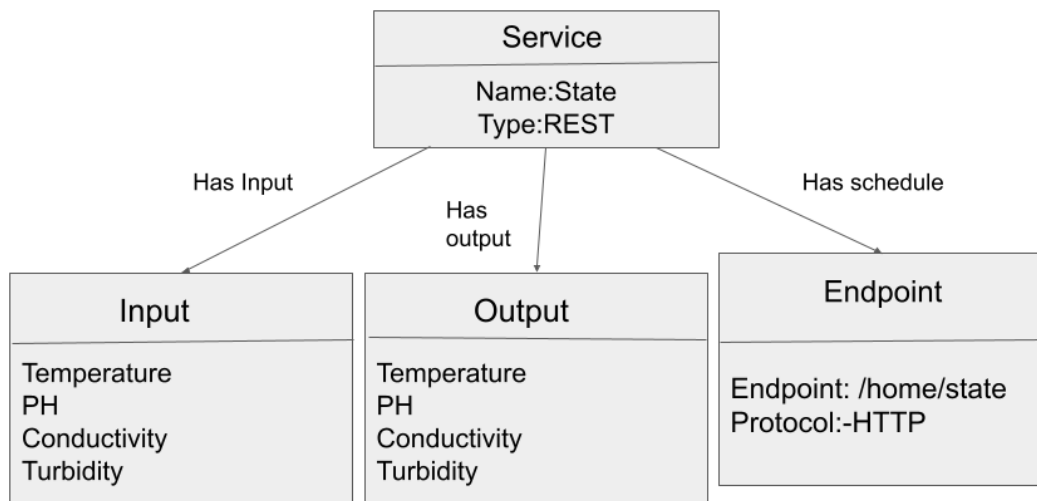 Service
Name:State
Type:REST
Has Input
Has
output
Has schedule
Input
Temperature
PH
Conductivity
Turbidity
Output
Temperature
PH
Conductivity
Turbidity
Endpoint
Endpoint: /home/state
Protocol:-HTTP